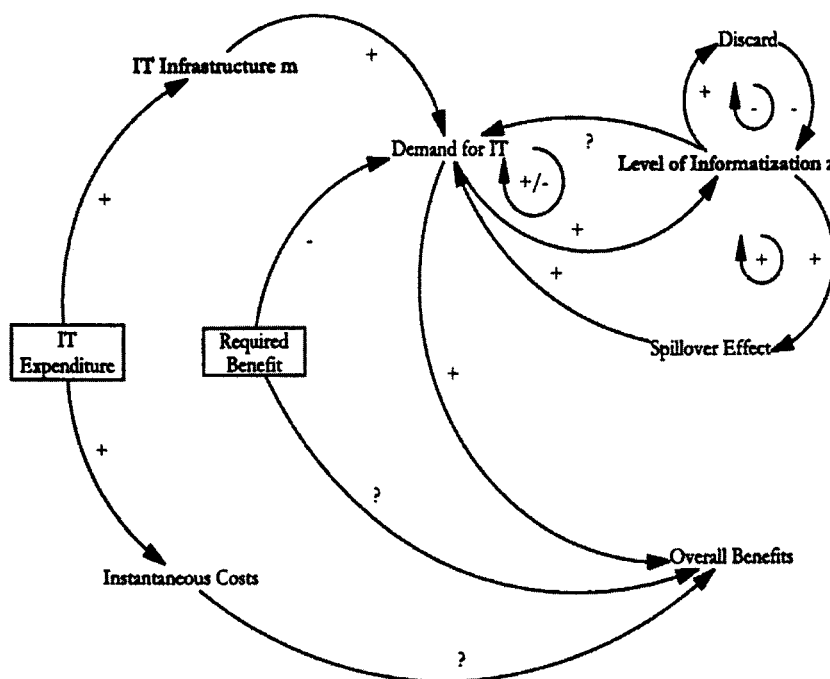 Discard
+
IT Infrastructure m
+
-
-
?
Demand for IT
Level of Informatization z
+/-
+
+
-
+
+
+
IT
Expenditure
Required
Benefit
Spillover Effect
+
+
?
Overall Benefits
Instantaneous Costs
?